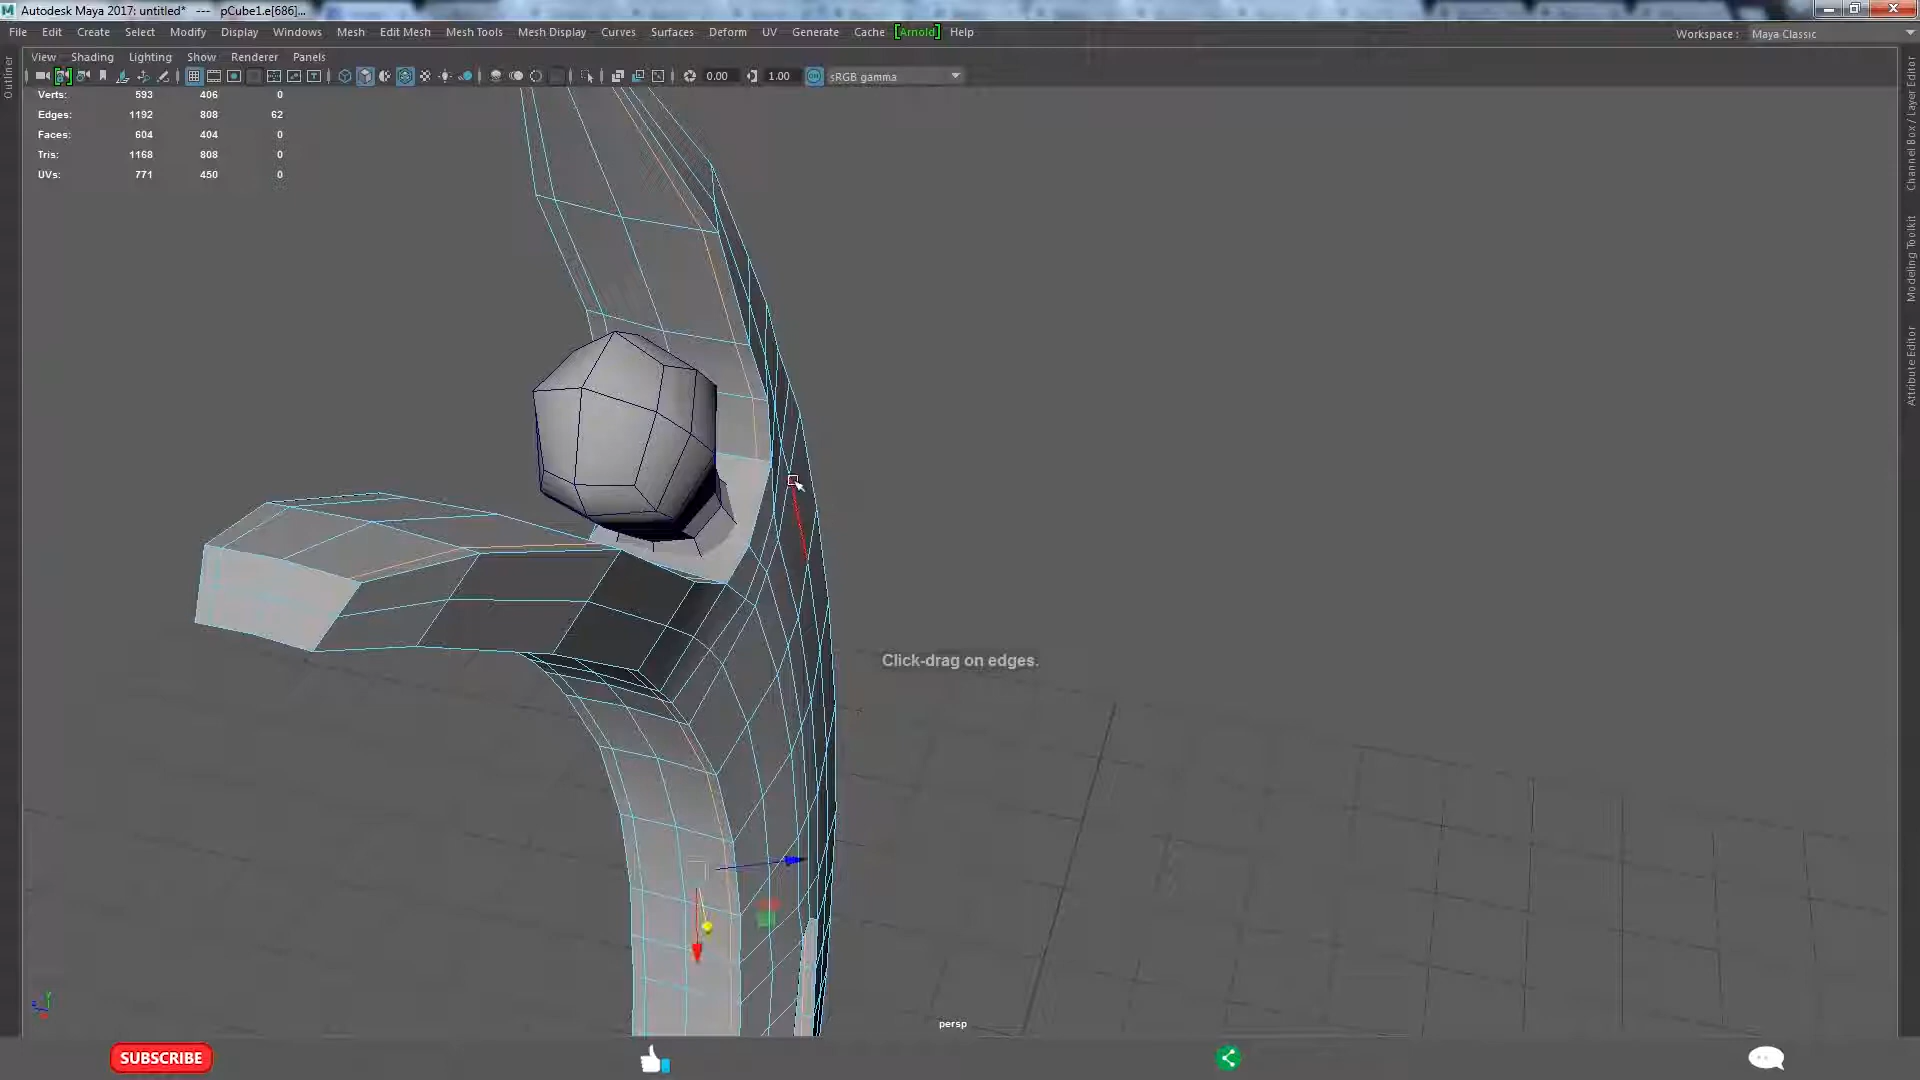 Autodesk Maya 2017: untitled* --- pCube1.e[686]...
File Edit Create Select Modify Display Windows Mesh Edit Mesh Mesh Tools Mesh Display Curves Surfaces Deform UV Generate Cache [Arnold] Help Workspace : Maya Classic
View Shading Lighting Show Renderer Panels
0.00 1.00 sRGB gamma
Verts: 593 406 0
Edges: 1192 808 62
Faces: 604 404 0
Tris: 1168 808 0
UVs: 771 450 0
Outliner
Channel Box / Layer Editor
Modeling Toolkit
Attribute Editor
Click-drag on edges.
persp
SUBSCRIBE